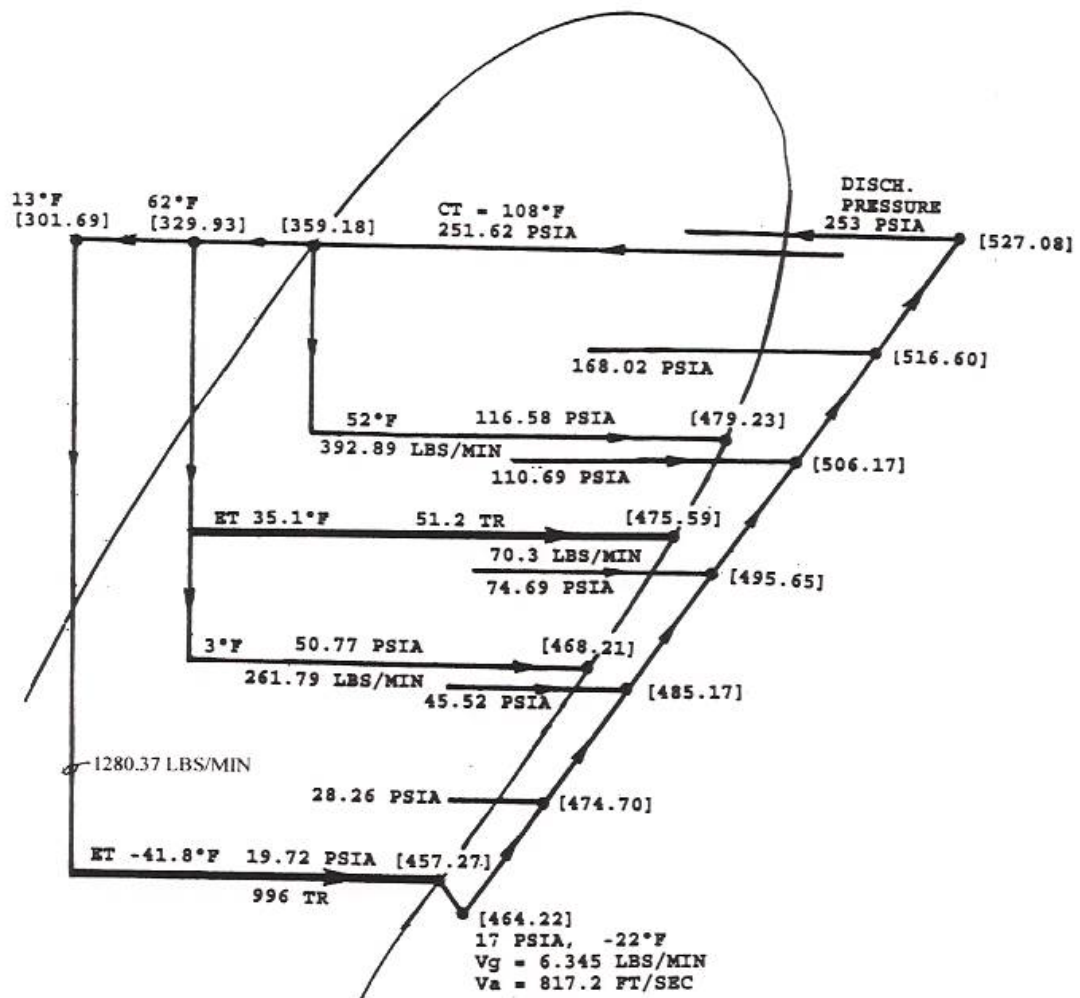 13°F
[301.69]
62°F
[329.93]
[359.18]
CT = 108°F
251.62 PSIA
DISCH.
PRESSURE
253 PSIA
[527.08]
168.02 PSIA
[516.60]
52°F
116.58 PSIA
[479.23]
392.89 LBS/MIN
110.69 PSIA
[506.17]
ET 35.1°F
51.2 TR
[475.59]
70.3 LBS/MIN
74.69 PSIA
[495.65]
3°F
50.77 PSIA
[468.21]
261.79 LBS/MIN
45.52 PSIA
[485.17]
1280.37 LBS/MIN
28.26 PSIA
[474.70]
ET -41.8°F
19.72 PSIA
[457.27]
996 TR
[464.22]
17 PSIA, -22°F
Vg = 6.345 LBS/MIN
Va = 817.2 FT/SEC